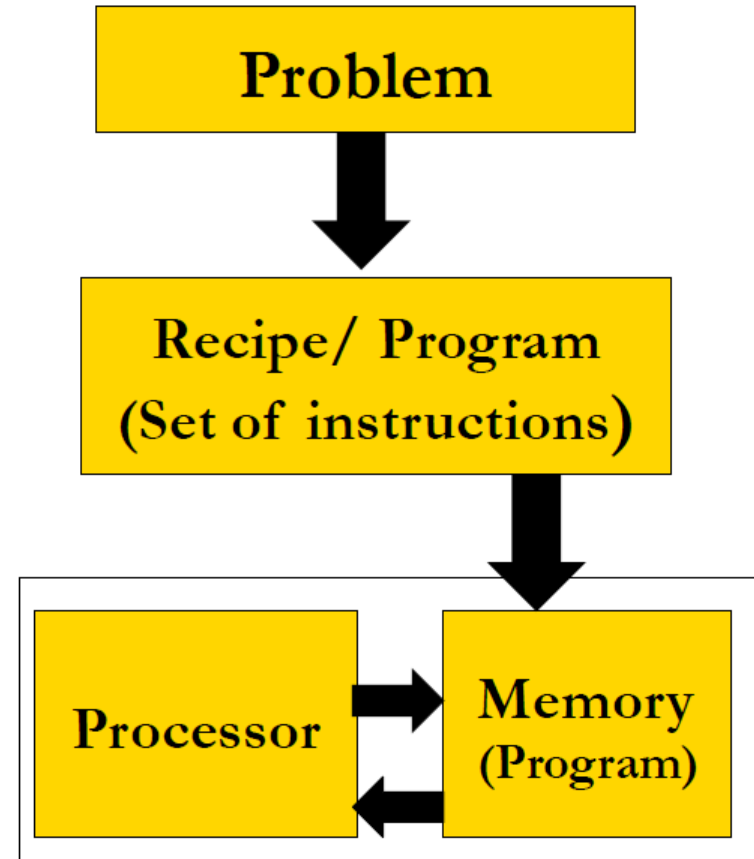 Problem
Recipe/ Program
(Set of instructions)
Processor
Memory
(Program)